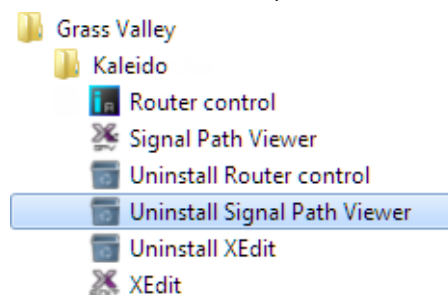 Grass Valley
Kaleido
Router control
Signal Path Viewer
Uninstall Router control
Uninstall Signal Path Viewer
Uninstall XEdit
XEdit